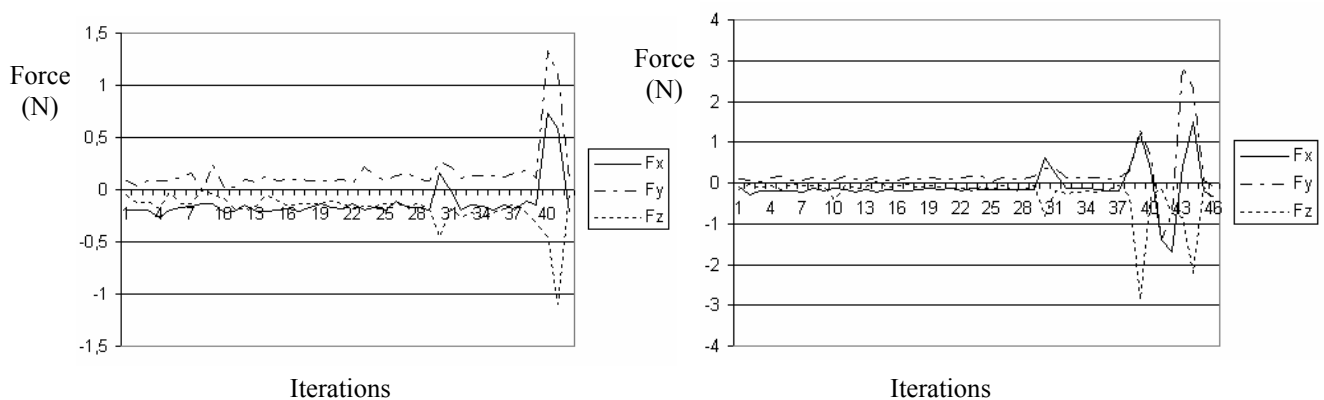 Force
(N)
1,5
1
0,5
0
-0,5
-1
-1,5
1 4 7 10 13 16 19 22 25 28 31 34 37 40
Fx
Fy
Fz
Iterations
Force
(N)
4
3
2
1
0
-1
-2
-3
-4
1 4 7 10 13 16 19 22 25 28 31 34 37 40 43 46
Fx
Fy
Fz
Iterations